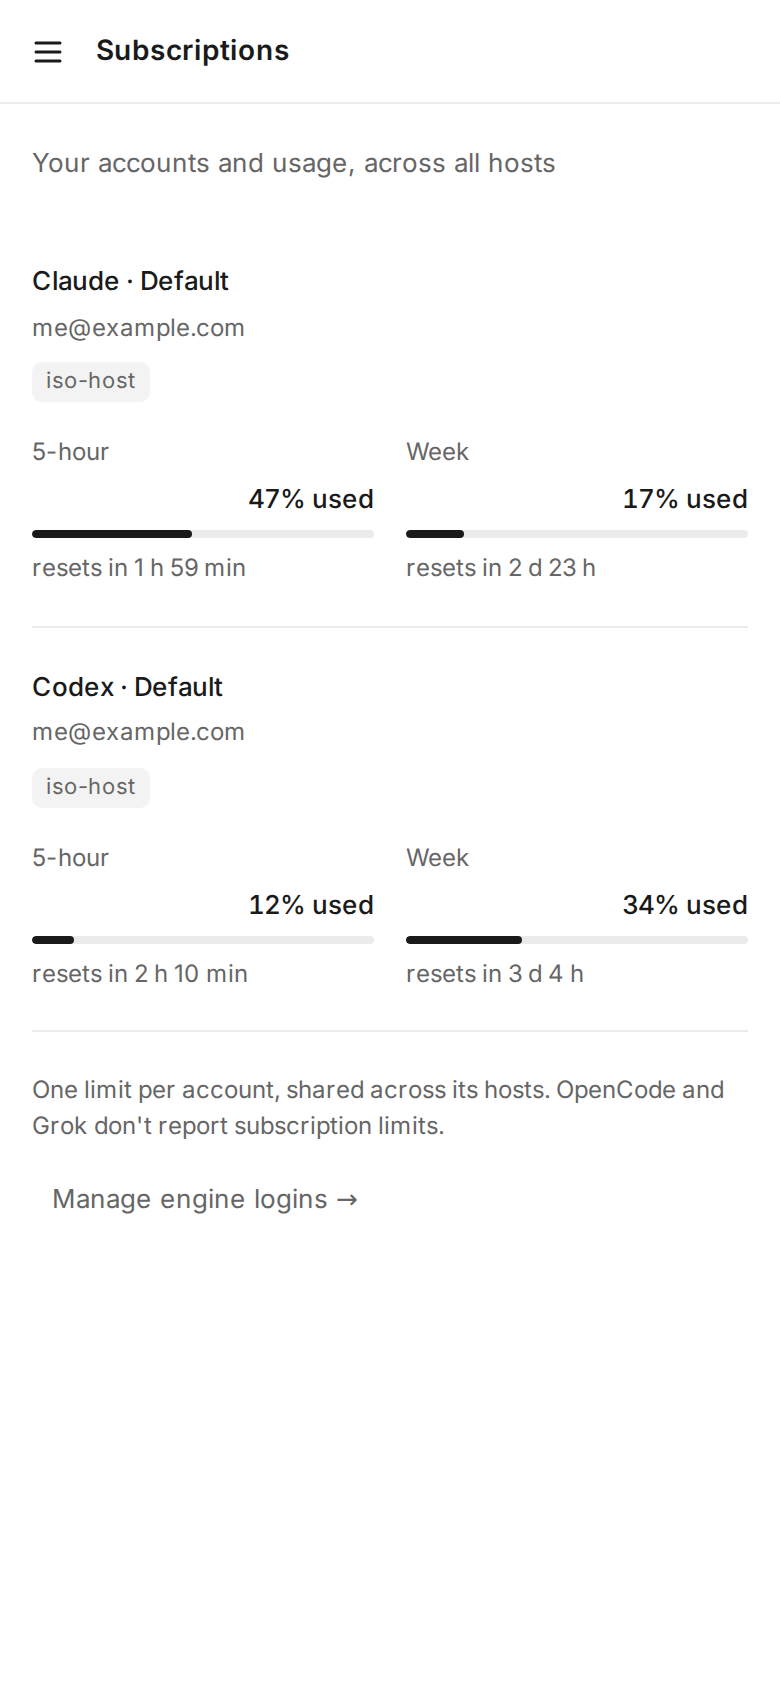 Subscriptions
Your accounts and usage, across all hosts
Claude · Default
me@example.com
iso-host
5-hour
47% used
resets in 1 h 59 min
Week
17% used
resets in 2 d 23 h
Codex · Default
me@example.com
iso-host
5-hour
12% used
resets in 2 h 10 min
Week
34% used
resets in 3 d 4 h
One limit per account, shared across its hosts. OpenCode and
Grok don't report subscription limits.
Manage engine logins →